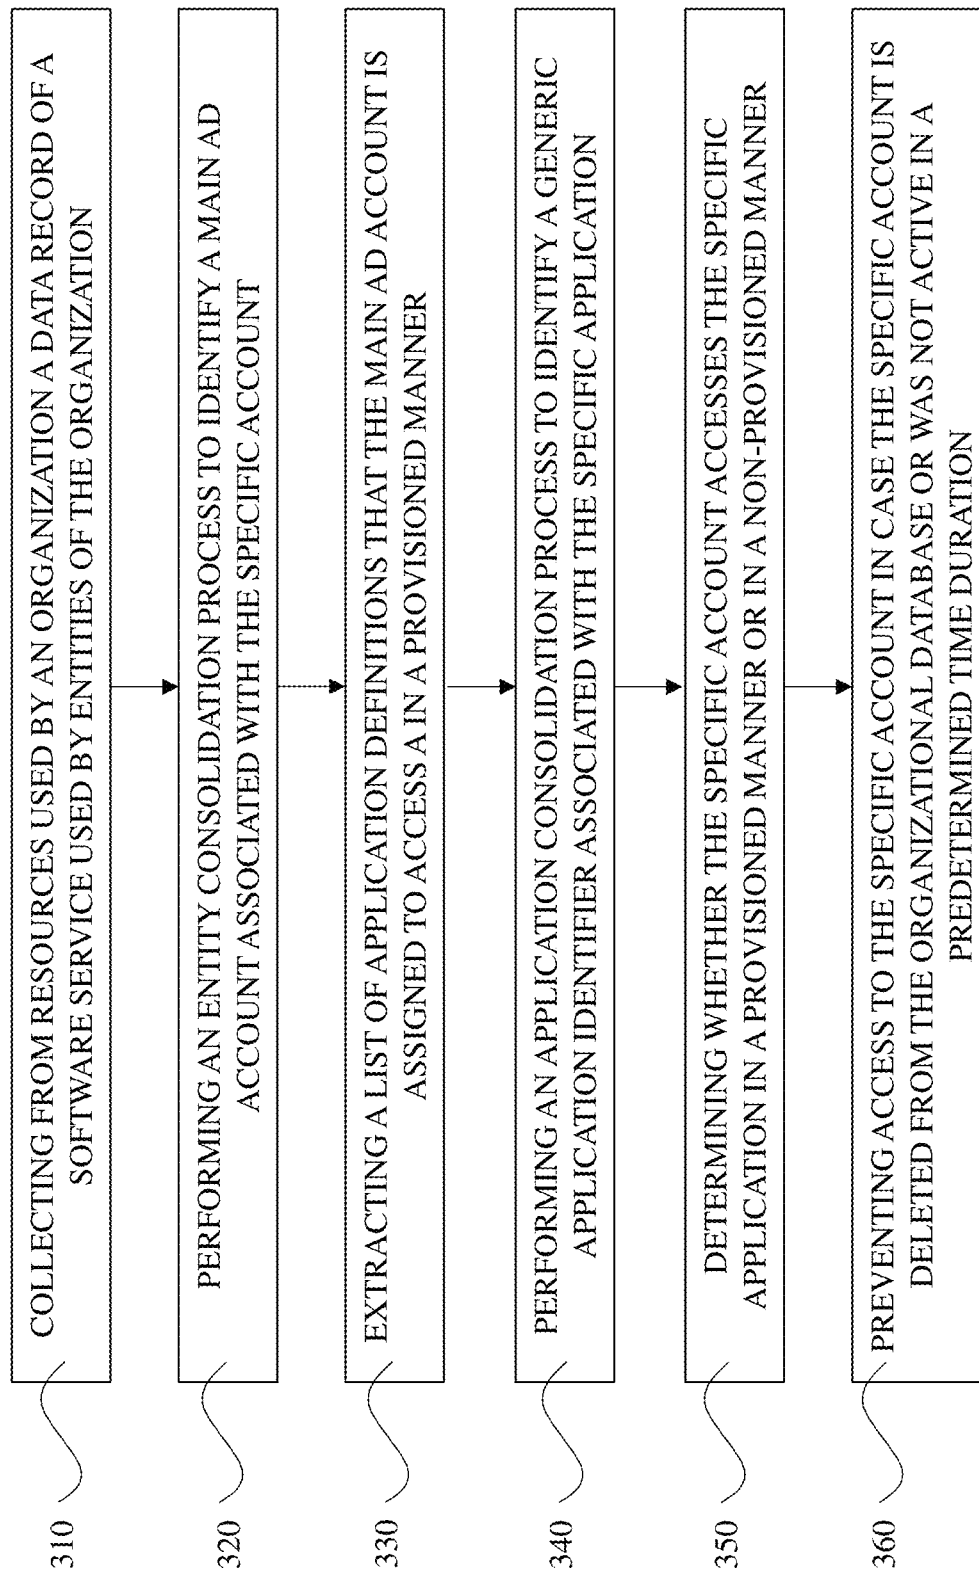 310
COLLECTING FROM RESOURCES USED BY AN ORGANIZATION A DATA RECORD OF A
SOFTWARE SERVICE USED BY ENTITIES OF THE ORGANIZATION
320
PERFORMING AN ENTITY CONSOLIDATION PROCESS TO IDENTIFY A MAIN AD
ACCOUNT ASSOCIATED WITH THE SPECIFIC ACCOUNT
330
EXTRACTING A LIST OF APPLICATION DEFINITIONS THAT THE MAIN AD ACCOUNT IS
ASSIGNED TO ACCESS A IN A PROVISIONED MANNER
340
PERFORMING AN APPLICATION CONSOLIDATION PROCESS TO IDENTIFY A GENERIC
APPLICATION IDENTIFIER ASSOCIATED WITH THE SPECIFIC APPLICATION
350
DETERMINING WHETHER THE SPECIFIC ACCOUNT ACCESSES THE SPECIFIC
APPLICATION IN A PROVISIONED MANNER OR IN A NON-PROVISIONED MANNER
360
PREVENTING ACCESS TO THE SPECIFIC ACCOUNT IN CASE THE SPECIFIC ACCOUNT IS
DELETED FROM THE ORGANIZATIONAL DATABASE OR WAS NOT ACTIVE IN A
PREDETERMINED TIME DURATION